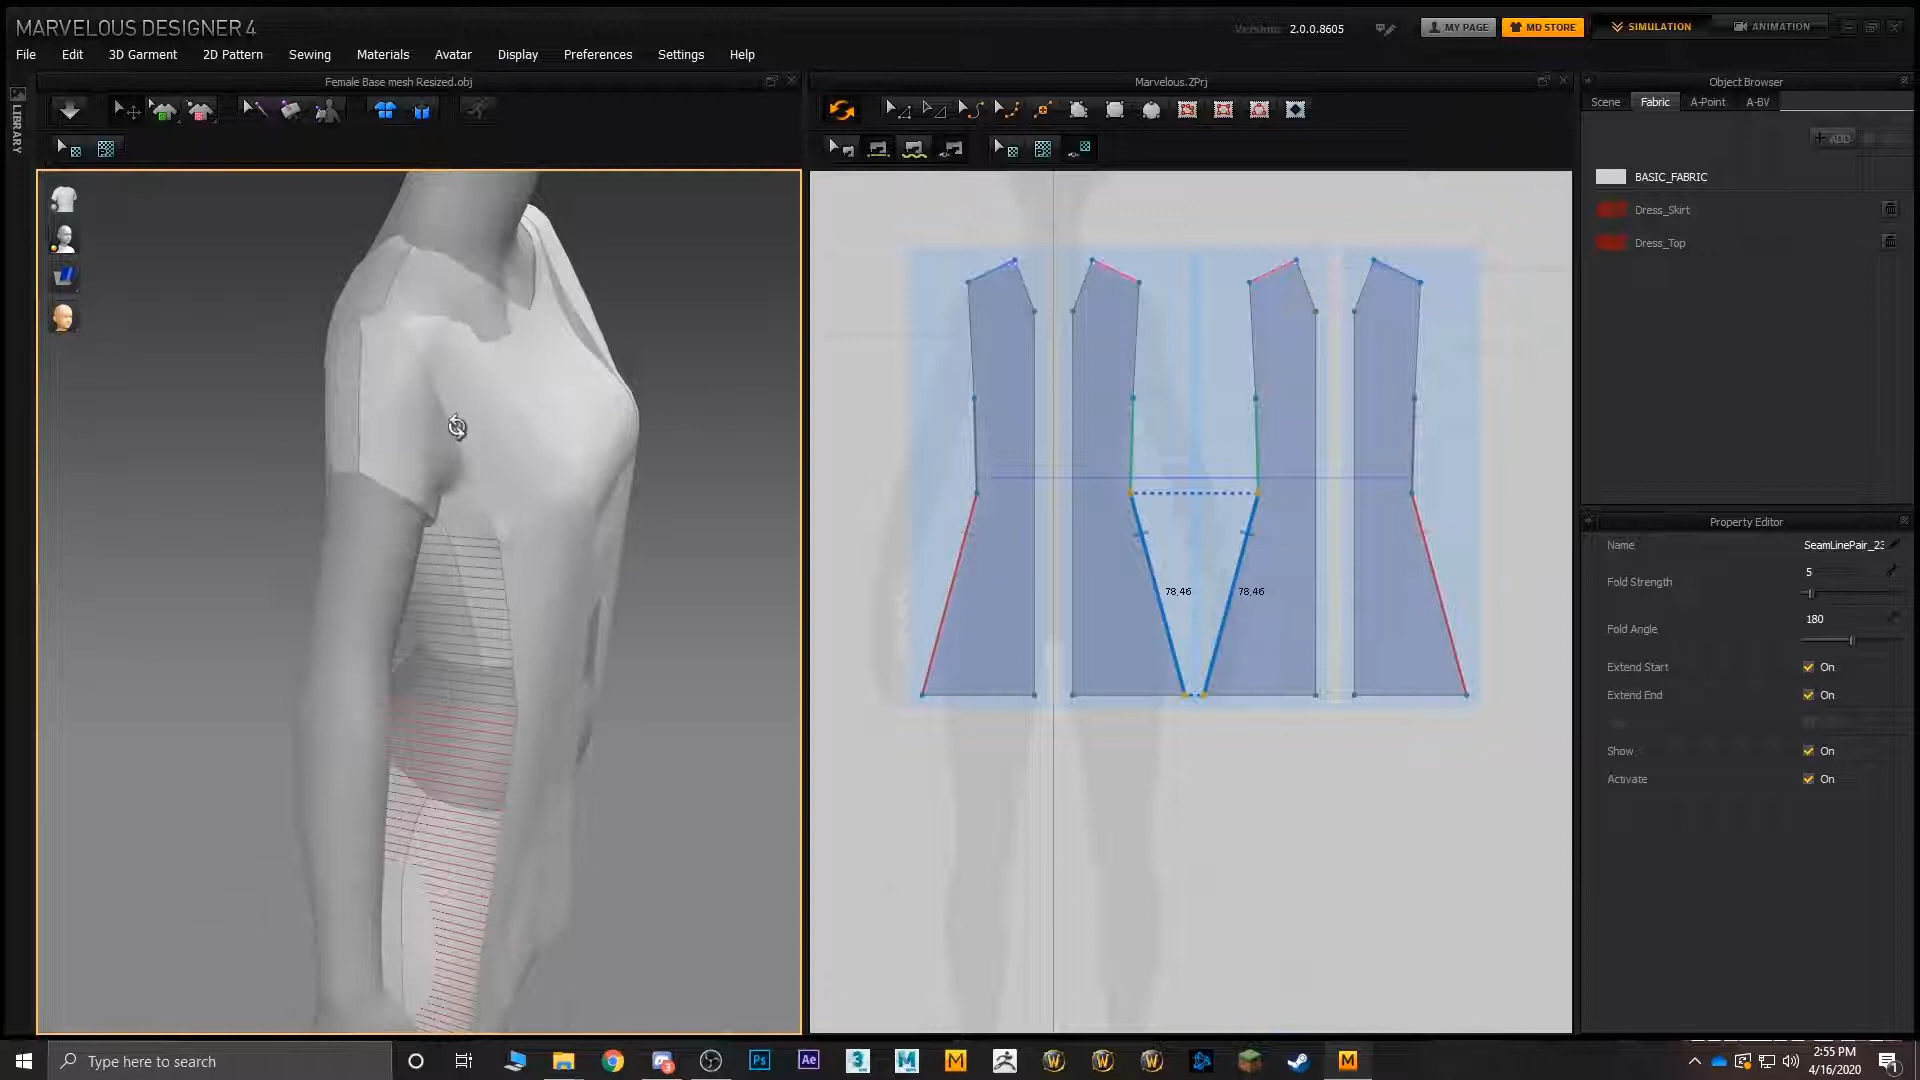 MARVELOUS DESIGNER 4
Version: 2.0.0.8605
MY PAGE
MD STORE
SIMULATION
ANIMATION
File Edit 3D Garment 2D Pattern Sewing Materials Avatar Display Preferences Settings Help
Female Base mesh Resized.obj
Marvelous.ZPrj
Object Browser
LIBRARY
Scene Fabric A-Point A-BV
+ ADD
BASIC_FABRIC
Dress_Skirt
Dress_Top
Property Editor
Name SeamLinePair_23
Fold Strength 5
Fold Angle 180
Extend Start On
Extend End On
Show On
Activate On
78.46 78.46
Type here to search
Ps
Ae
3
M
M
W
W
W
M
2:55 PM
4/16/2020